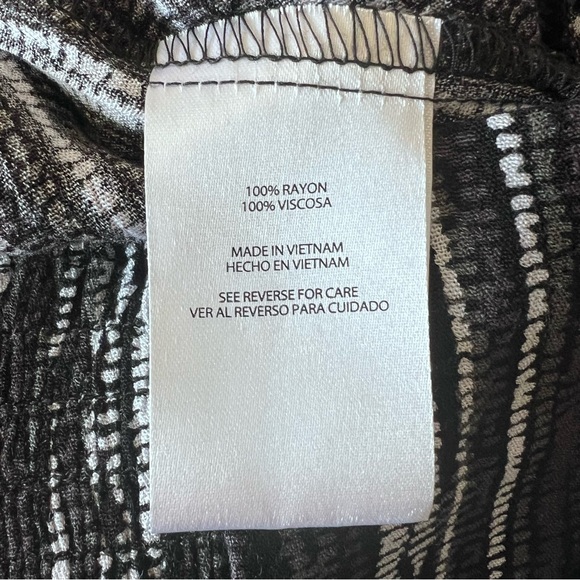 100% RAYON
100% VISCOSA
MADE IN VIETNAM
HECHO EN VIETNAM
SEE REVERSE FOR CARE
VER AL REVERSO PARA CUIDADO